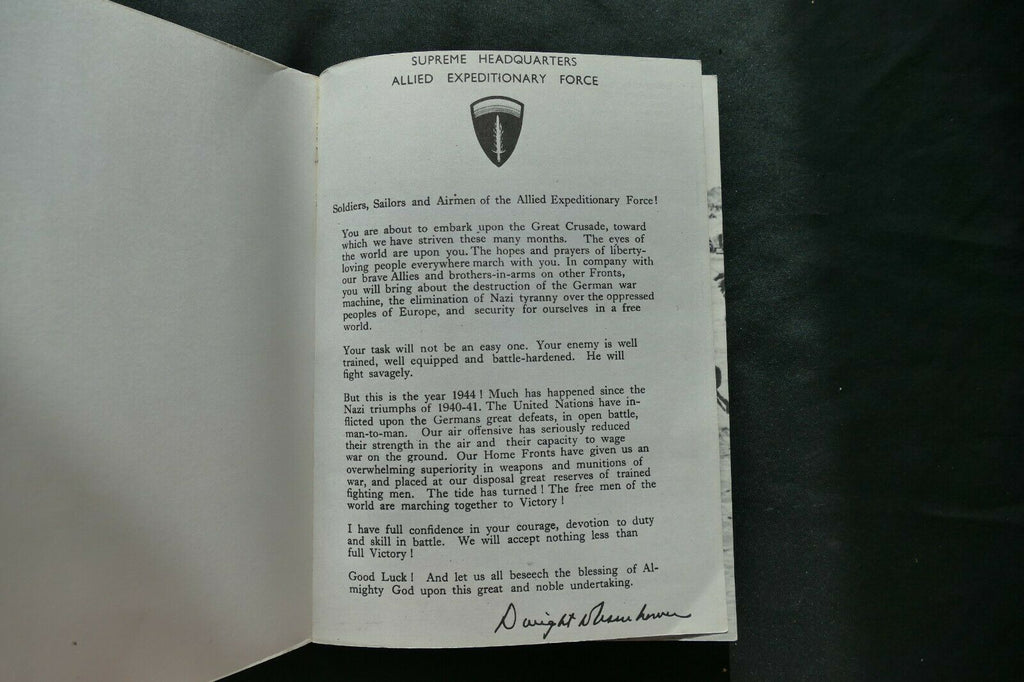 SUPREME HEADQUARTERS
ALLIED EXPEDITIONARY FORCE
Soldiers, Sailors and Airmen of the Allied Expeditionary Force!
You are about to embark upon the Great Crusade, toward
which we have striven these many months. The eyes of
the world are upon you. The hopes and prayers of liberty-
loving people everywhere march with you. In company with
our brave Allies and brothers-in-arms on other Fronts,
you will bring about the destruction of the German war
machine, the elimination of Nazi tyranny over the oppressed
peoples of Europe, and security for ourselves in a free
world.
Your task will not be an easy one. Your enemy is well
trained, well equipped and battle-hardened. He will
fight savagely.
But this is the year 1944 ! Much has happened since the
Nazi triumphs of 1940-41. The United Nations have in-
flicted upon the Germans great defeats, in open battle,
man-to-man. Our air offensive has seriously reduced
their strength in the air and their capacity to wage
war on the ground. Our Home Fronts have given us an
overwhelming superiority in weapons and munitions of
war, and placed at our disposal great reserves of trained
fighting men. The tide has turned ! The free men of the
world are marching together to Victory !
I have full confidence in your courage, devotion to duty
and skill in battle. We will accept nothing less than
full Victory !
Good Luck ! And let us all beseech the blessing of Al-
mighty God upon this great and noble undertaking.
Dwight D Eisenhower